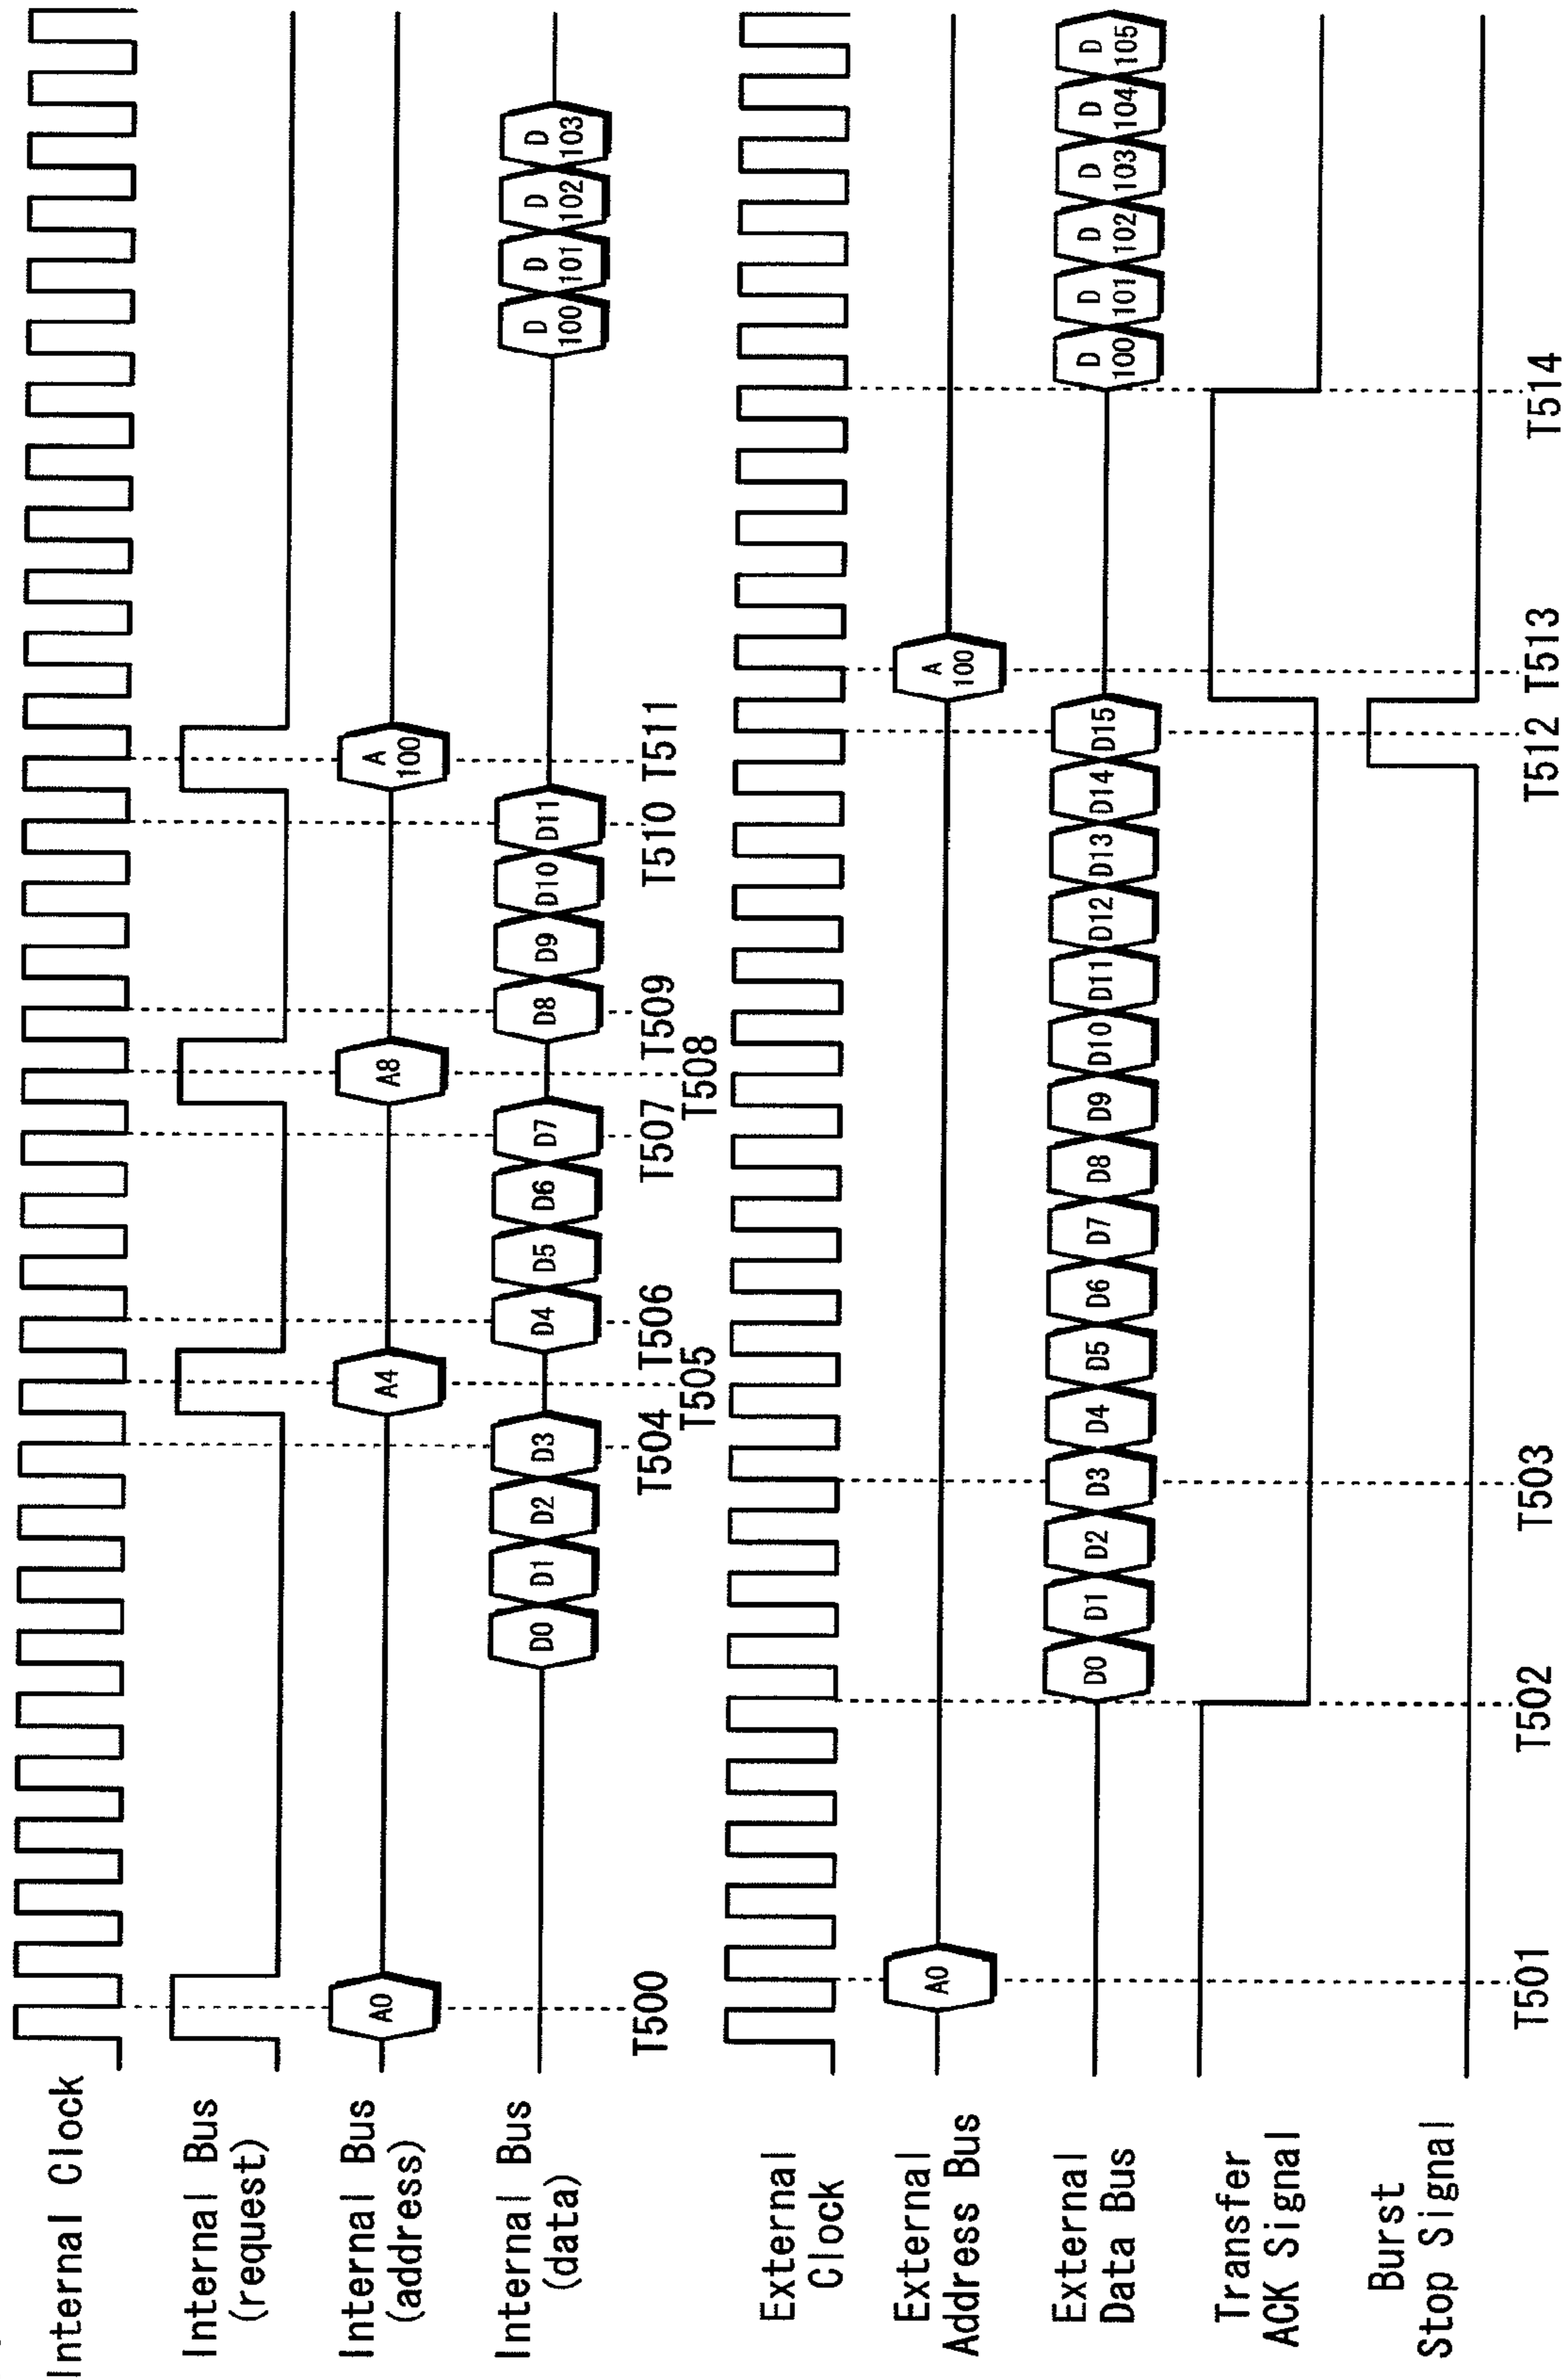 Internal Clock
Internal Bus
(request)
Internal Bus
(address)
A0
A4
A8
A
100
Internal Bus
(data)
D0
D1
D2
D3
D4
D5
D6
D7
D8
D9
D10
D11
D
100
D
101
D
102
D
103
T500
T504
T505
T506
T507
T508
T509
T510
T511
External
Clock
External
Address Bus
A0
A
100
External
Data Bus
D0
D1
D2
D3
D4
D5
D6
D7
D8
D9
D10
D11
D12
D13
D14
D15
D
100
D
101
D
102
D
103
D
104
D
105
Transfer
ACK Signal
Burst
Stop Signal
T501
T502
T503
T512
T513
T514